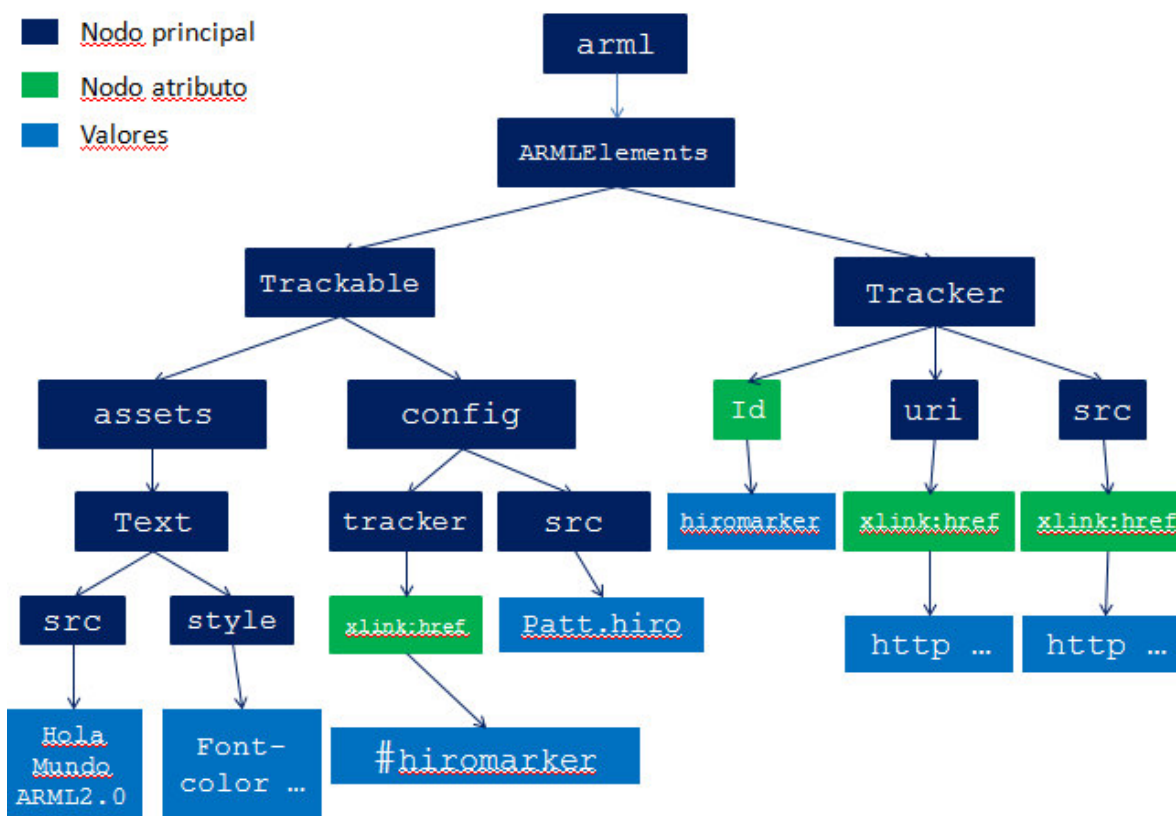 Nodo principal
Nodo atributo
Valores
arml
ARMLElements
Trackable
Tracker
assets
config
Id
uri
src
Text
tracker
src
hiromarker
xlink:href
xlink:href
src
style
xlink:href
Patt.hiro
http …
http …
Hola
Mundo
ARML2.0
Font-
color …
#hiromarker